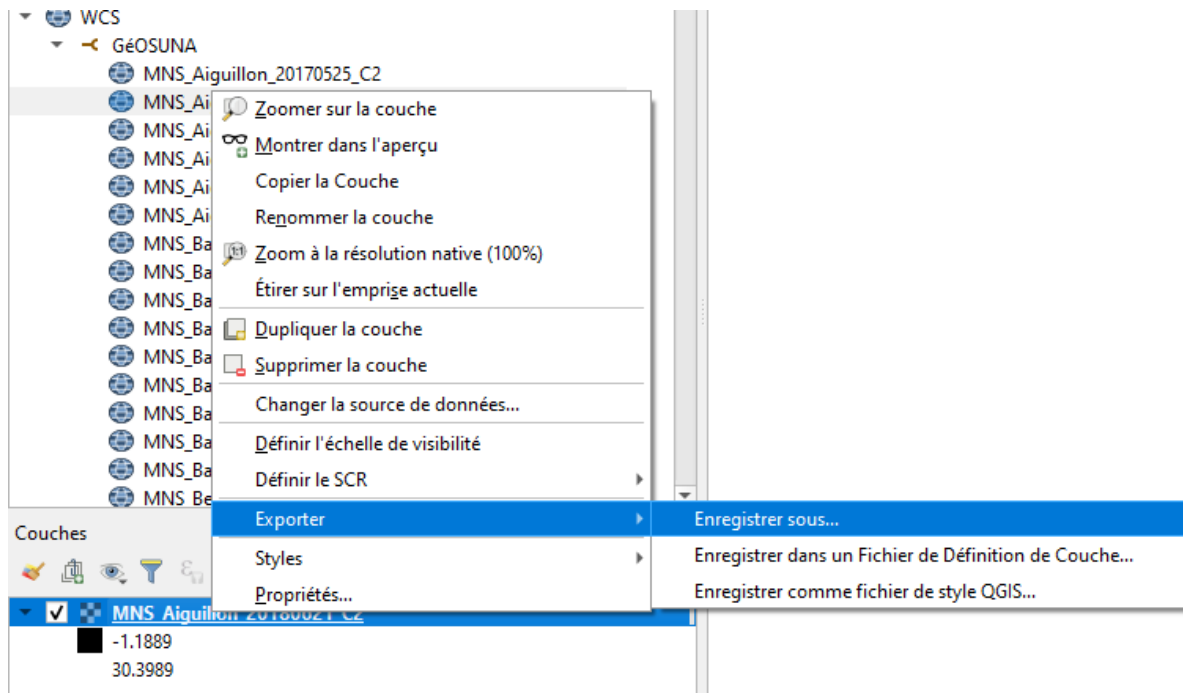 WCS
GéOSUNA
MNS_Aiguillon_20170525_C2
MNS_Ai
MNS_Ai
MNS_Ai
MNS_Ai
MNS_Ai
MNS_Ba
MNS_Ba
MNS_Ba
MNS_Ba
MNS_Ba
MNS_Ba
MNS_Ba
MNS_Ba
MNS_Ba
MNS_Be
Zoomer sur la couche
Montrer dans l'aperçu
Copier la Couche
Renommer la couche
Zoom à la résolution native (100%)
Étirer sur l'emprise actuelle
Dupliquer la couche
Supprimer la couche
Changer la source de données...
Définir l'échelle de visibilité
Définir le SCR
Exporter
Styles
Propriétés...
Enregistrer sous...
Enregistrer dans un Fichier de Définition de Couche...
Enregistrer comme fichier de style QGIS...
Couches
MNS_Aiguillon_20180621_C2
-1.1889
30.3989